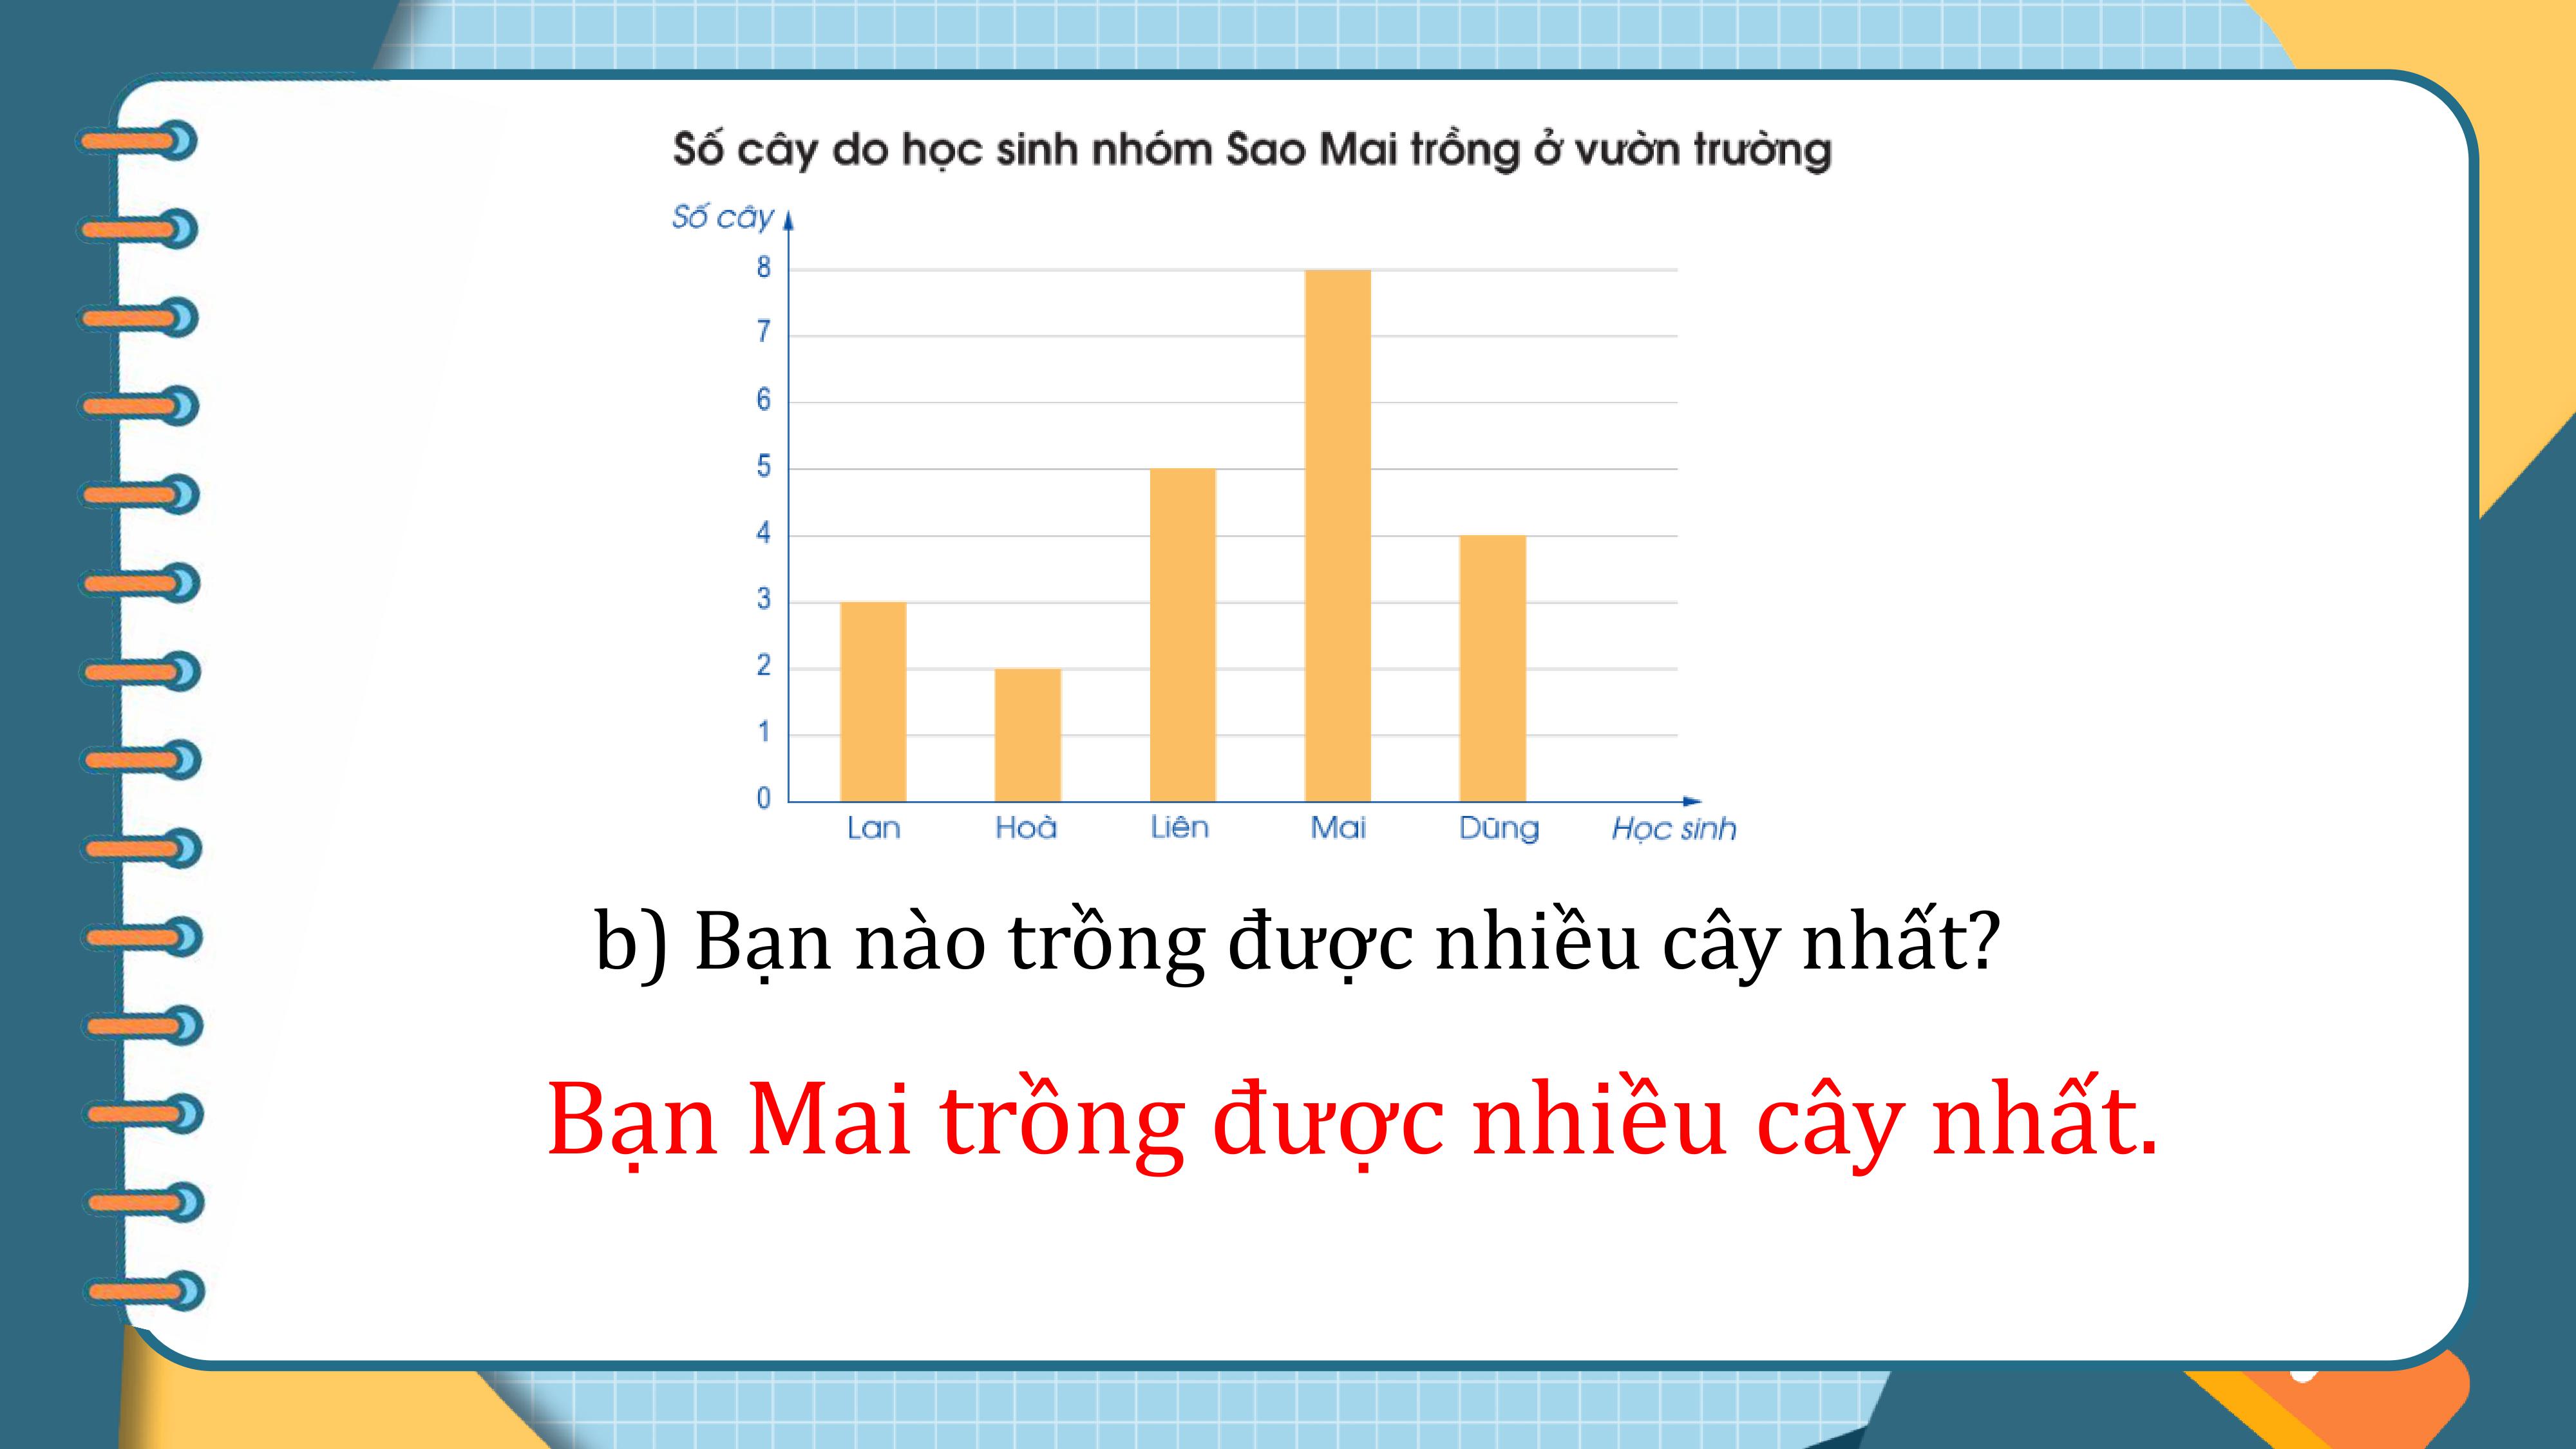 Số cây do học sinh nhóm Sao Mai trồng ở vườn trường
Số cây
8
7
6
5
4
3
2
1
0
Lan Hoà Liên Mai Dũng Học sinh
b) Bạn nào trồng được nhiều cây nhất?
Bạn Mai trồng được nhiều cây nhất.